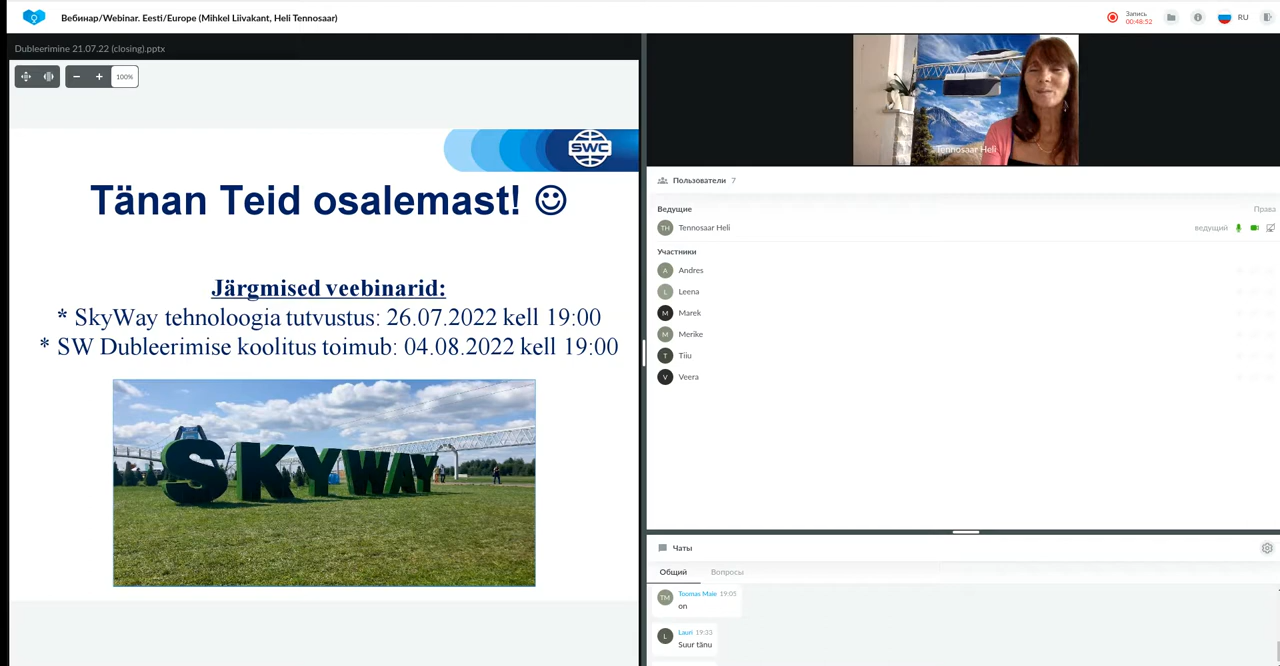 Вебинар/Webinar. Eesti/Europe (Mihkel Liivakant, Heli Tennosaar)
Запись
00:48:52
RU
Dubleerimine 21.07.22 (closing).pptx
100%
SWC
Tänan Teid osalemast! ☺
Järgmised veebinarid:
* SkyWay tehnoloogia tutvustus: 26.07.2022 kell 19:00
* SW Dubleerimise koolitus toimub: 04.08.2022 kell 19:00
SKYWAY
Tennosaar Heli
Пользователи 7
Ведущие Права
TH Tennosaar Heli ведущий
Участники
A Andres
L Leena
M Marek
M Merike
T Tiiu
V Veera
Чаты
Общий Вопросы
TM Toomas Maie 19:05
on
L Lauri 19:33
Suur tänu